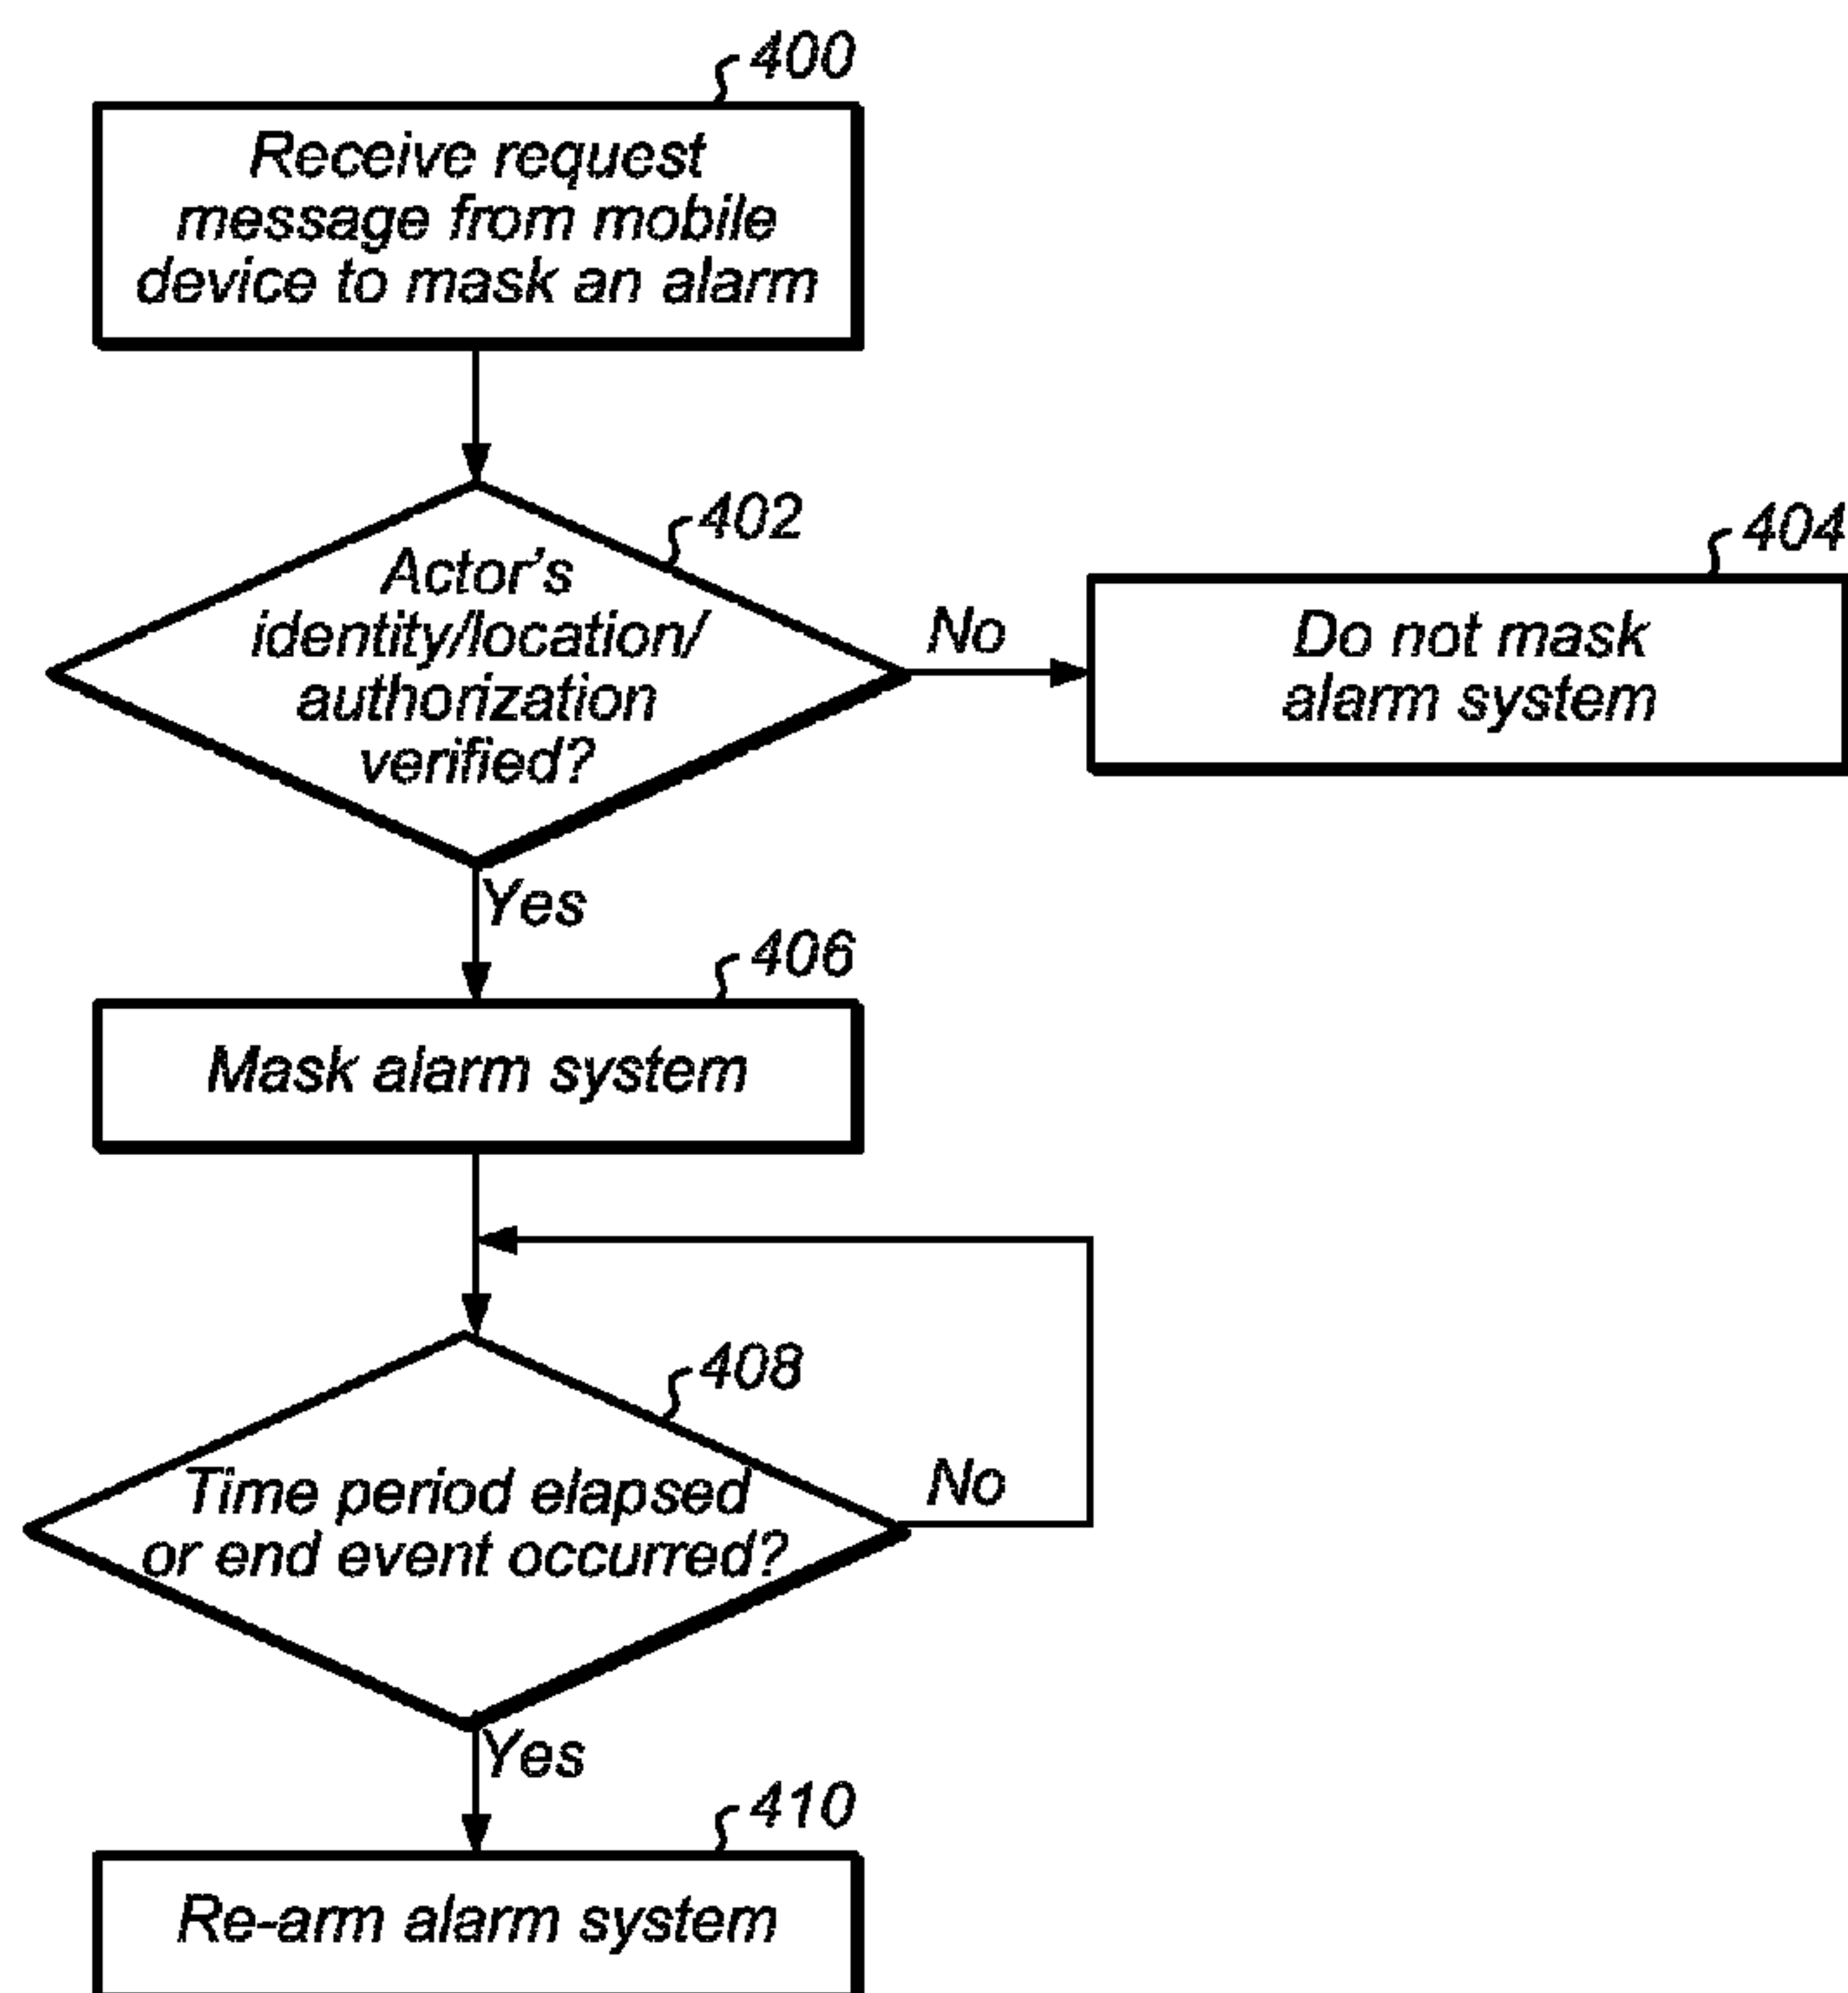 400
Receive request
message from mobile
device to mask an alarm
402
Actor's
identity/location/
authorization
verified?
No
404
Do not mask
alarm system
Yes
406
Mask alarm system
408
Time period elapsed
or end event occurred?
No
Yes
410
Re-arm alarm system